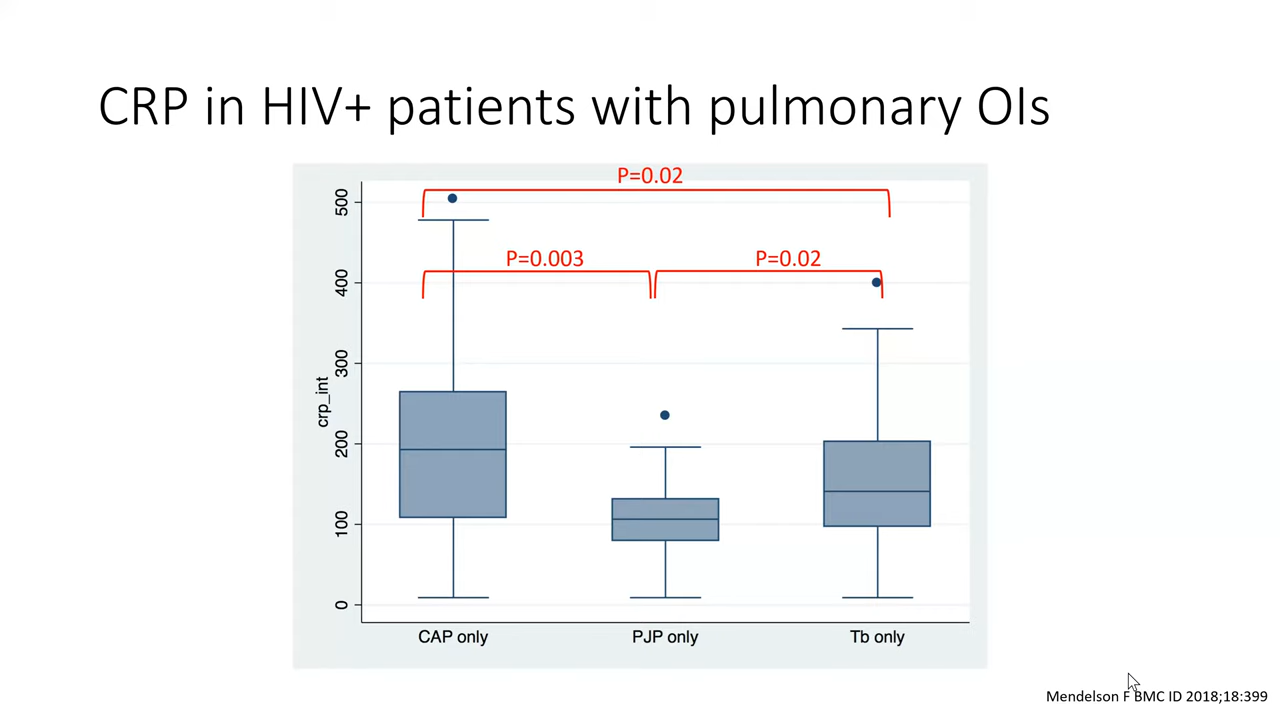 CRP in HIV+ patients with pulmonary OIs
P=0.02
P=0.003
P=0.02
500
400
300
200
100
0
crp_int
CAP only
PJP only
Tb only
Mendelson F BMC ID 2018;18:399